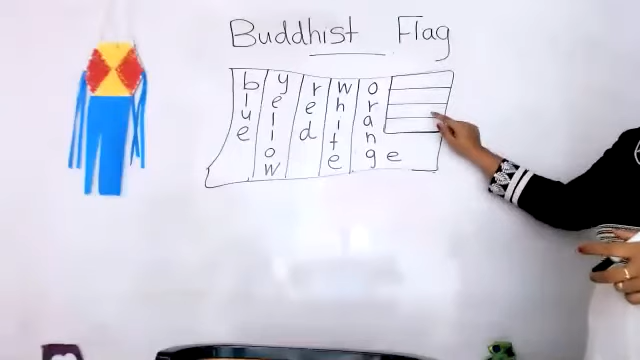 Buddhist Flag
blue
yellow
red
white
orange